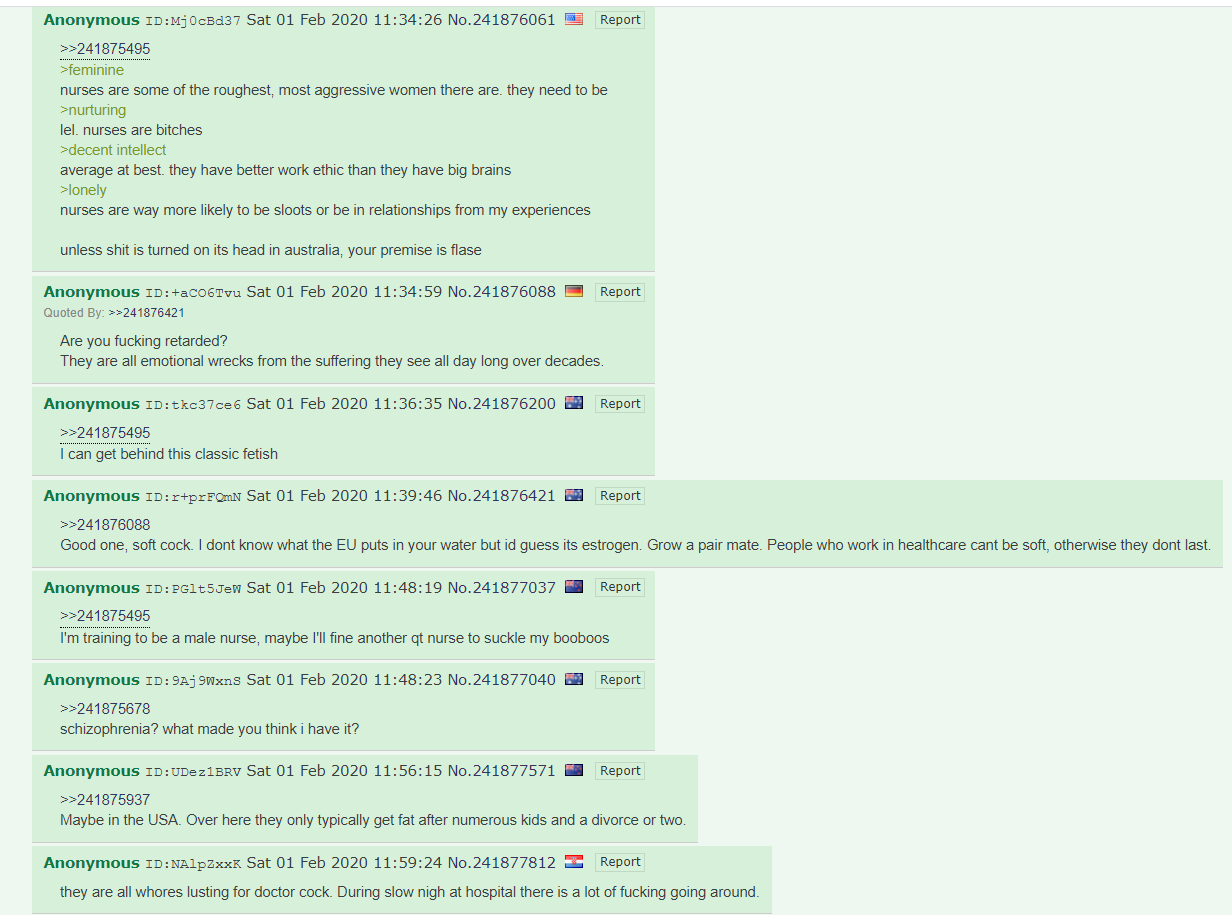 Anonymous ID:Mj0cBd37 Sat 01 Feb 2020 11:34:26 No.241876061 Report
>>241875495
>feminine
nurses are some of the roughest, most aggressive women there are. they need to be
>nurturing
lel. nurses are bitches
>decent intellect
average at best. they have better work ethic than they have big brains
>lonely
nurses are way more likely to be sloots or be in relationships from my experiences
unless shit is turned on its head in australia, your premise is flase
Anonymous ID:+aCO6Tvu Sat 01 Feb 2020 11:34:59 No.241876088 Report
Quoted By: >>241876421
Are you fucking retarded?
They are all emotional wrecks from the suffering they see all day long over decades.
Anonymous ID:tkc37ce6 Sat 01 Feb 2020 11:36:35 No.241876200 Report
>>241875495
I can get behind this classic fetish
Anonymous ID:r+prFQmN Sat 01 Feb 2020 11:39:46 No.241876421 Report
>>241876088
Good one, soft cock. I dont know what the EU puts in your water but id guess its estrogen. Grow a pair mate. People who work in healthcare cant be soft, otherwise they dont last.
Anonymous ID:PGlt5JeW Sat 01 Feb 2020 11:48:19 No.241877037 Report
>>241875495
I'm training to be a male nurse, maybe I'll fine another qt nurse to suckle my booboos
Anonymous ID:9Aj9WxnS Sat 01 Feb 2020 11:48:23 No.241877040 Report
>>241875678
schizophrenia? what made you think i have it?
Anonymous ID:UDez1BRV Sat 01 Feb 2020 11:56:15 No.241877571 Report
>>241875937
Maybe in the USA. Over here they only typically get fat after numerous kids and a divorce or two.
Anonymous ID:NAlpZxxK Sat 01 Feb 2020 11:59:24 No.241877812 Report
they are all whores lusting for doctor cock. During slow nigh at hospital there is a lot of fucking going around.